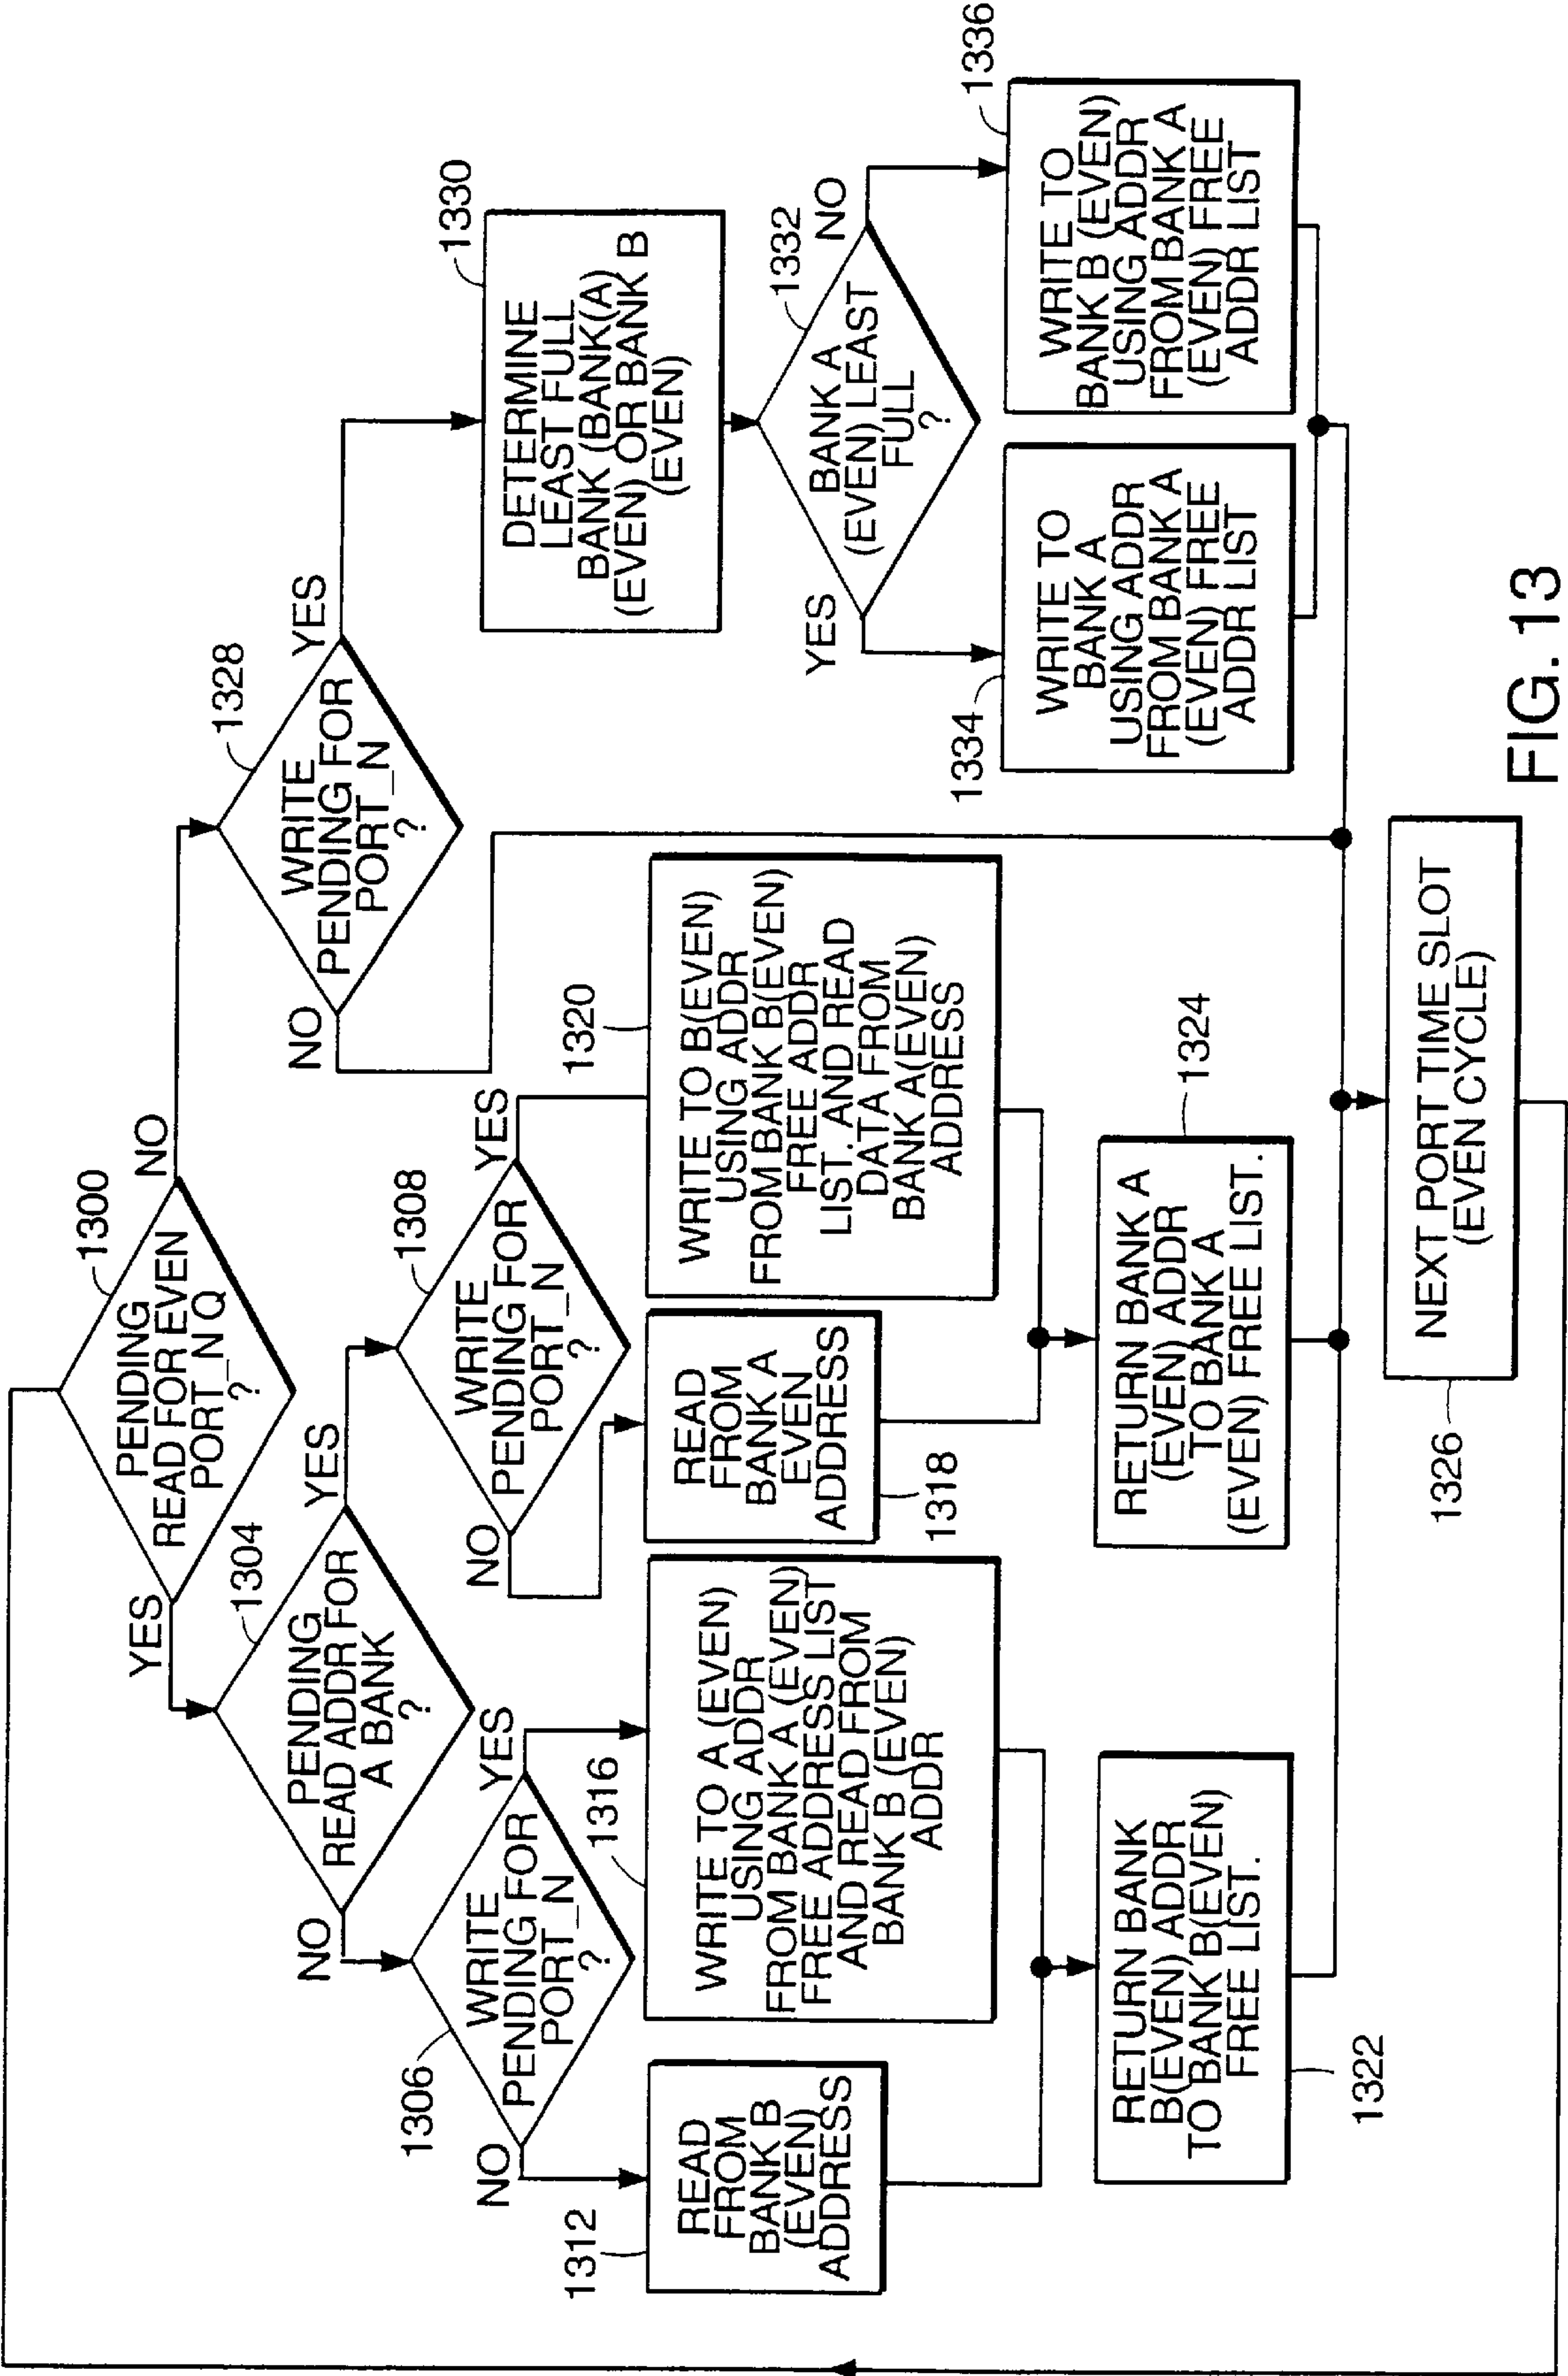 1300
PENDING
READ FOR EVEN
PORT_N Q
?
YES
NO
1304
PENDING
READ ADDR FOR
A BANK
?
NO
YES
1328
WRITE
PENDING FOR
PORT_N
?
NO
YES
1306
WRITE
PENDING FOR
PORT_N
?
NO
YES
1308
WRITE
PENDING FOR
PORT_N
?
NO
YES
1330
DETERMINE
LEAST FULL
BANK (BANK(A)
(EVEN) OR BANK B
(EVEN)
1312
READ
FROM
BANK B
(EVEN)
ADDRESS
1316
WRITE TO A (EVEN)
USING ADDR
FROM BANK A (EVEN)
FREE ADDRESS LIST
AND READ FROM
BANK B (EVEN)
ADDR
READ
FROM
BANK A
EVEN
ADDRESS
1318
1320
WRITE TO B(EVEN)
USING ADDR
FROM BANK B(EVEN)
FREE ADDR
LIST. AND READ
DATA FROM
BANK A(EVEN)
ADDRESS
1332
BANK A
(EVEN) LEAST
FULL
?
YES
NO
RETURN BANK
B(EVEN) ADDR
TO BANK B(EVEN)
FREE LIST.
1322
1324
RETURN BANK A
(EVEN) ADDR
TO BANK A
(EVEN) FREE LIST.
1334
WRITE TO
BANK A
USING ADDR
FROM BANK A
(EVEN) FREE
ADDR LIST
1336
WRITE TO
BANK B (EVEN)
USING ADDR
FROM BANK A
(EVEN) FREE
ADDR LIST
1326
NEXT PORT TIME SLOT
(EVEN CYCLE)
FIG. 13